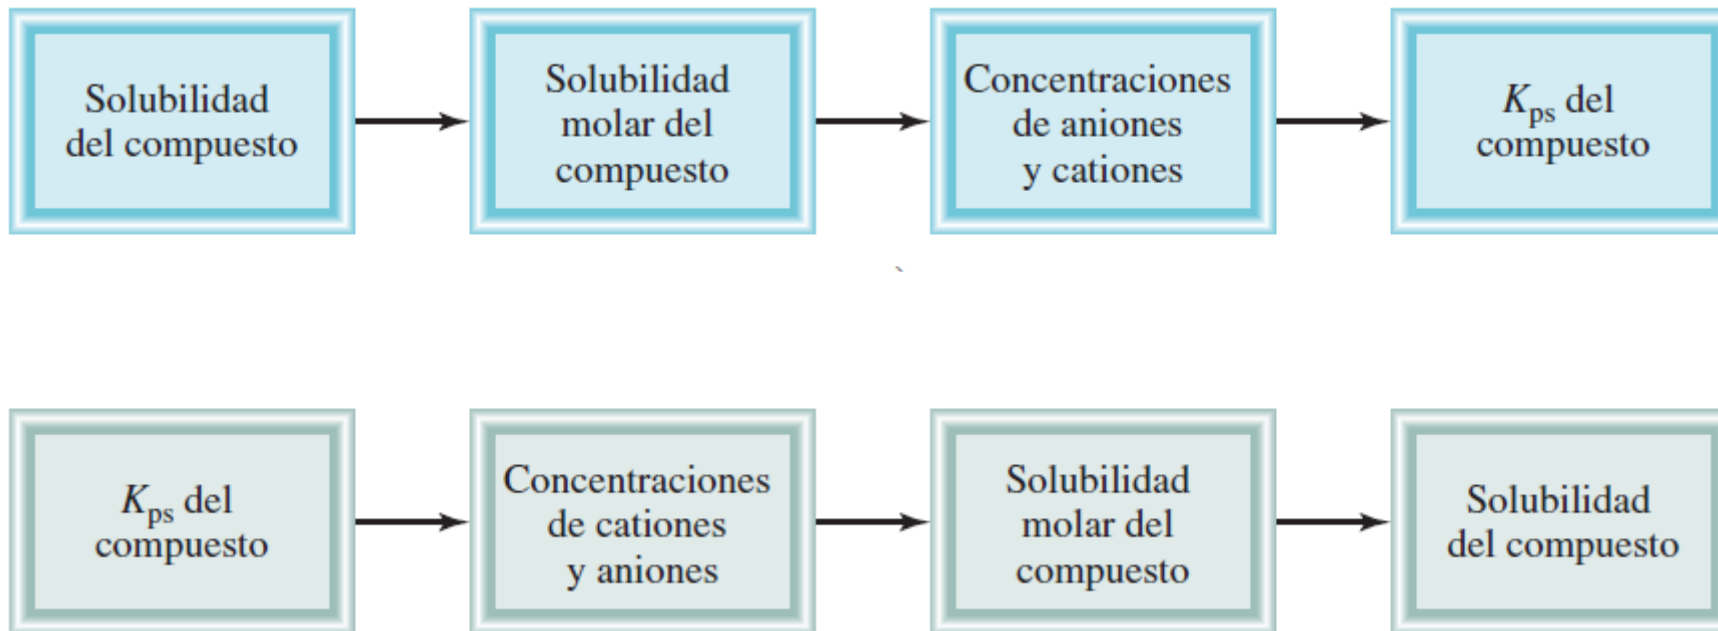 Solubilidad
del compuesto
Solubilidad
molar del
compuesto
Concentraciones
de aniones
y cationes
Kps del
compuesto
`
Kps del
compuesto
Concentraciones
de cationes
y aniones
Solubilidad
molar del
compuesto
Solubilidad
del compuesto